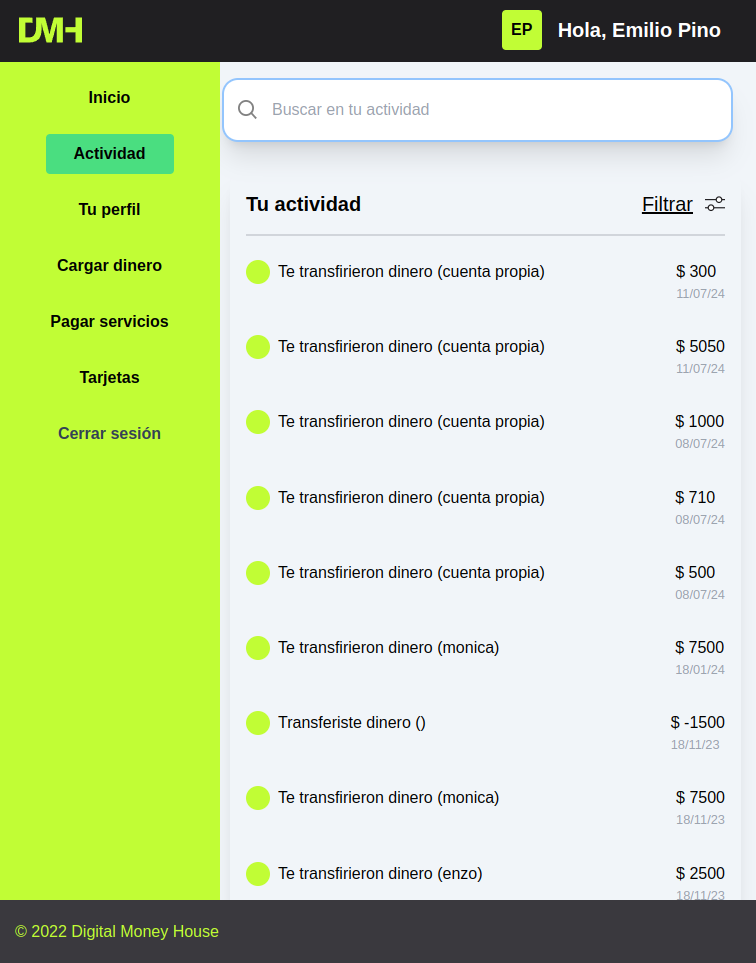 DMH
EP
Hola, Emilio Pino
Inicio
Actividad
Tu perfil
Cargar dinero
Pagar servicios
Tarjetas
Cerrar sesión
Buscar en tu actividad
Tu actividad
Filtrar
Te transfirieron dinero (cuenta propia)
$ 300
11/07/24
Te transfirieron dinero (cuenta propia)
$ 5050
11/07/24
Te transfirieron dinero (cuenta propia)
$ 1000
08/07/24
Te transfirieron dinero (cuenta propia)
$ 710
08/07/24
Te transfirieron dinero (cuenta propia)
$ 500
08/07/24
Te transfirieron dinero (monica)
$ 7500
18/01/24
Transferiste dinero ()
$ -1500
18/11/23
Te transfirieron dinero (monica)
$ 7500
18/11/23
Te transfirieron dinero (enzo)
$ 2500
18/11/23
© 2022 Digital Money House